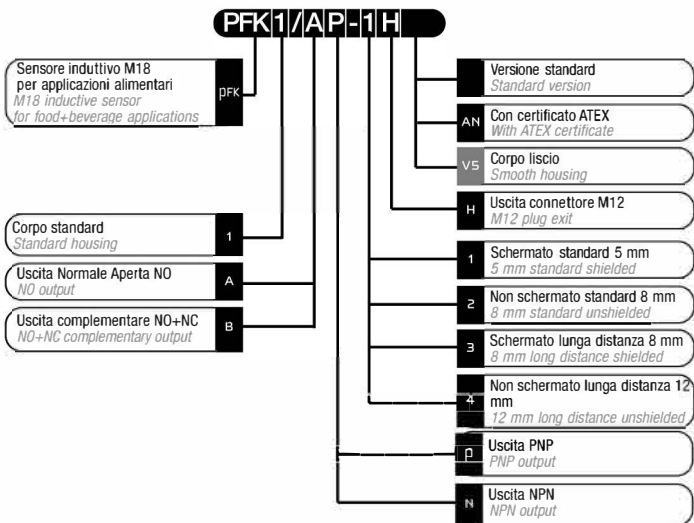 PFK1/AP-1H
Sensore induttivo M18
per applicazioni alimentari
M18 inductive sensor
for food+beverage applications
PFK
Corpo standard
Standard housing
1
Uscita Normale Aperta NO
NO output
A
Uscita complementare NO+NC
NO+NC complementary output
B
Versione standard
Standard version
AN
Con certificato ATEX
With ATEX certificate
VS
Corpo liscio
Smooth housing
H
Uscita connettore M12
M12 plug exit
1
Schermato standard 5 mm
5 mm standard shielded
2
Non schermato standard 8 mm
8 mm standard unshielded
3
Schermato lunga distanza 8 mm
8 mm long distance shielded
4
Non schermato lunga distanza 12
mm
12 mm long distance unshielded
P
Uscita PNP
PNP output
N
Uscita NPN
NPN output